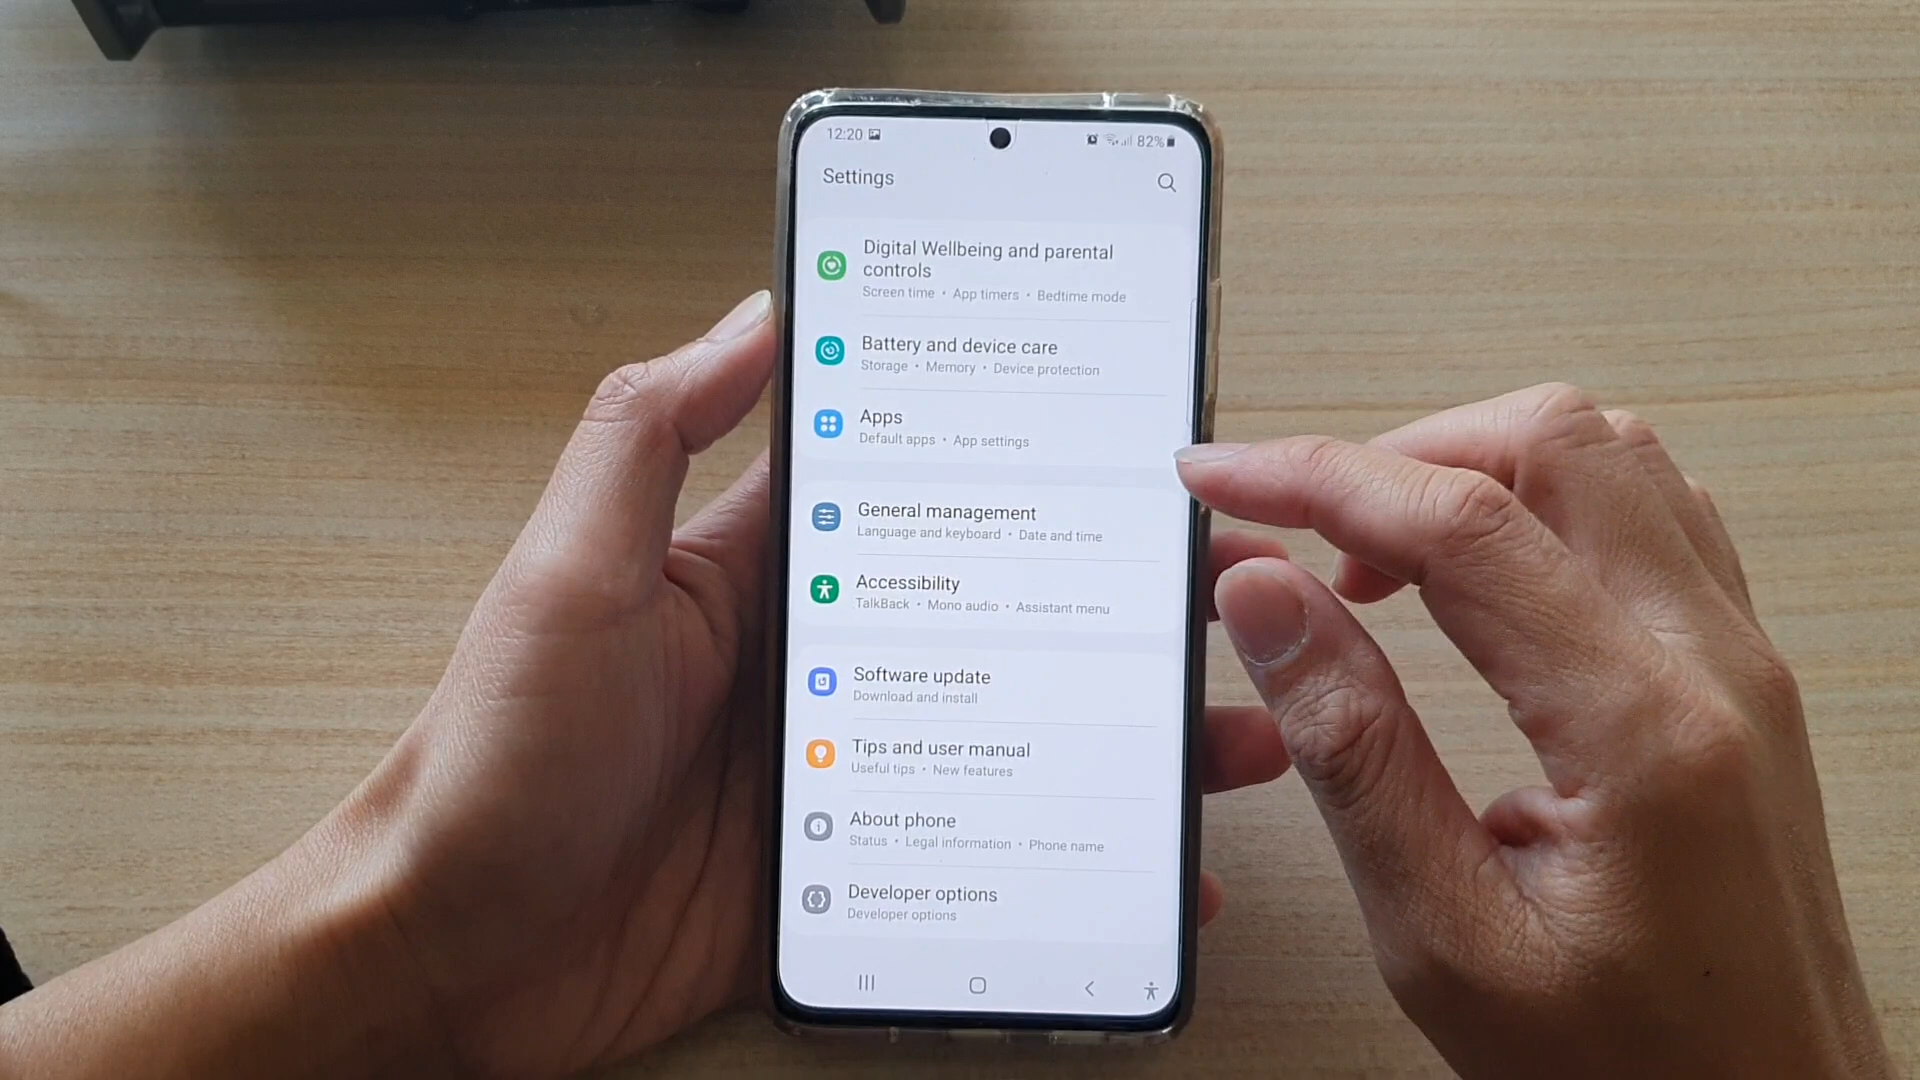 12:20
82%
Settings
Digital Wellbeing and parental
controls
Screen time • App timers • Bedtime mode
Battery and device care
Storage • Memory • Device protection
Apps
Default apps • App settings
General management
Language and keyboard • Date and time
Accessibility
TalkBack • Mono audio • Assistant menu
Software update
Download and install
Tips and user manual
Useful tips • New features
About phone
Status • Legal information • Phone name
Developer options
Developer options